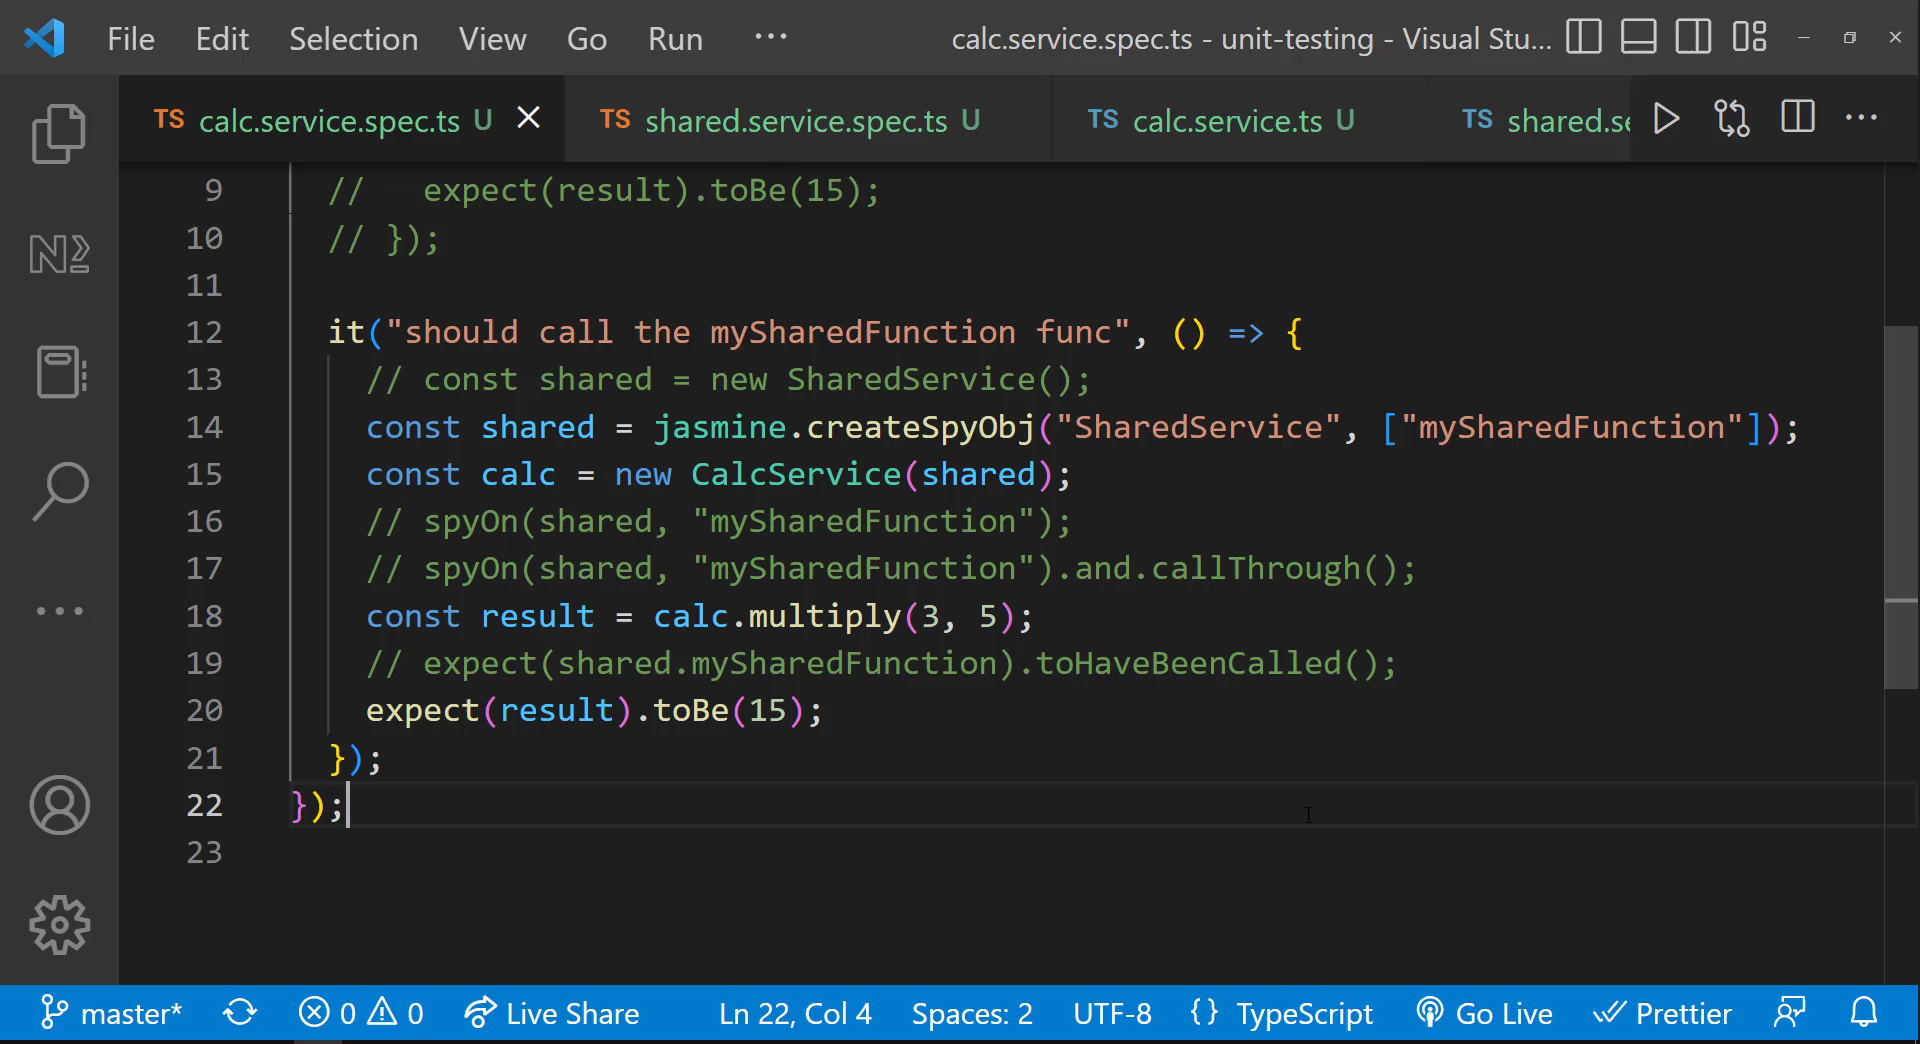 File Edit Selection View Go Run ··· calc.service.spec.ts - unit-testing - Visual Stu...
TS calc.service.spec.ts U TS shared.service.spec.ts U TS calc.service.ts U TS shared.se
9 //   expect(result).toBe(15);
10 // });
11
12 it("should call the mySharedFunction func", () => {
13 // const shared = new SharedService();
14 const shared = jasmine.createSpyObj("SharedService", ["mySharedFunction"]);
15 const calc = new CalcService(shared);
16 // spyOn(shared, "mySharedFunction");
17 // spyOn(shared, "mySharedFunction").and.callThrough();
18 const result = calc.multiply(3, 5);
19 // expect(shared.mySharedFunction).toHaveBeenCalled();
20 expect(result).toBe(15);
21 });
22 });
23
master* 0 0 Live Share Ln 22, Col 4 Spaces: 2 UTF-8 {} TypeScript Go Live Prettier